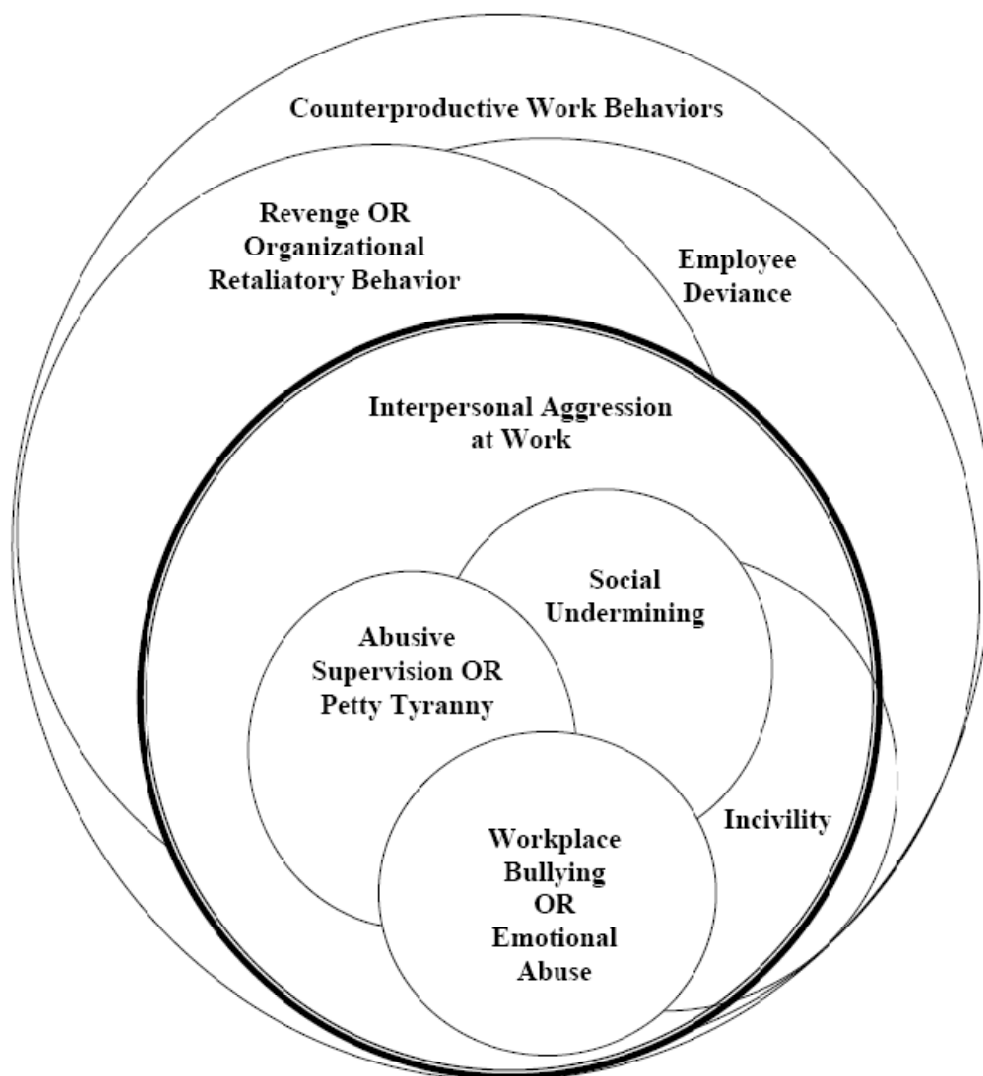 Counterproductive Work Behaviors
Revenge OR
Organizational
Retaliatory Behavior
Employee
Deviance
Interpersonal Aggression
at Work
Social
Undermining
Abusive
Supervision OR
Petty Tyranny
Incivility
Workplace
Bullying
OR
Emotional
Abuse